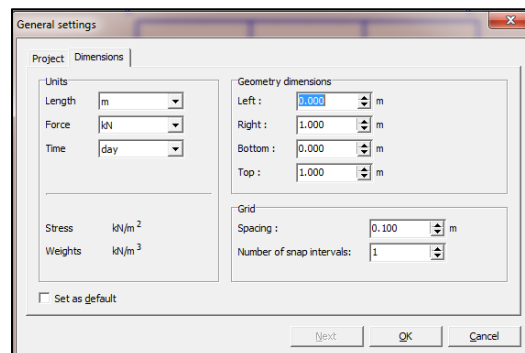 General settings
Project Dimensions
Units
Length m
Force kN
Time day
Stress kN/m 2
Weights kN/m 3
Geometry dimensions
Left : 0.000 m
Right : 1.000 m
Bottom : 0.000 m
Top : 1.000 m
Grid
Spacing : 0.100 m
Number of snap intervals: 1
Set as default
Next OK Cancel